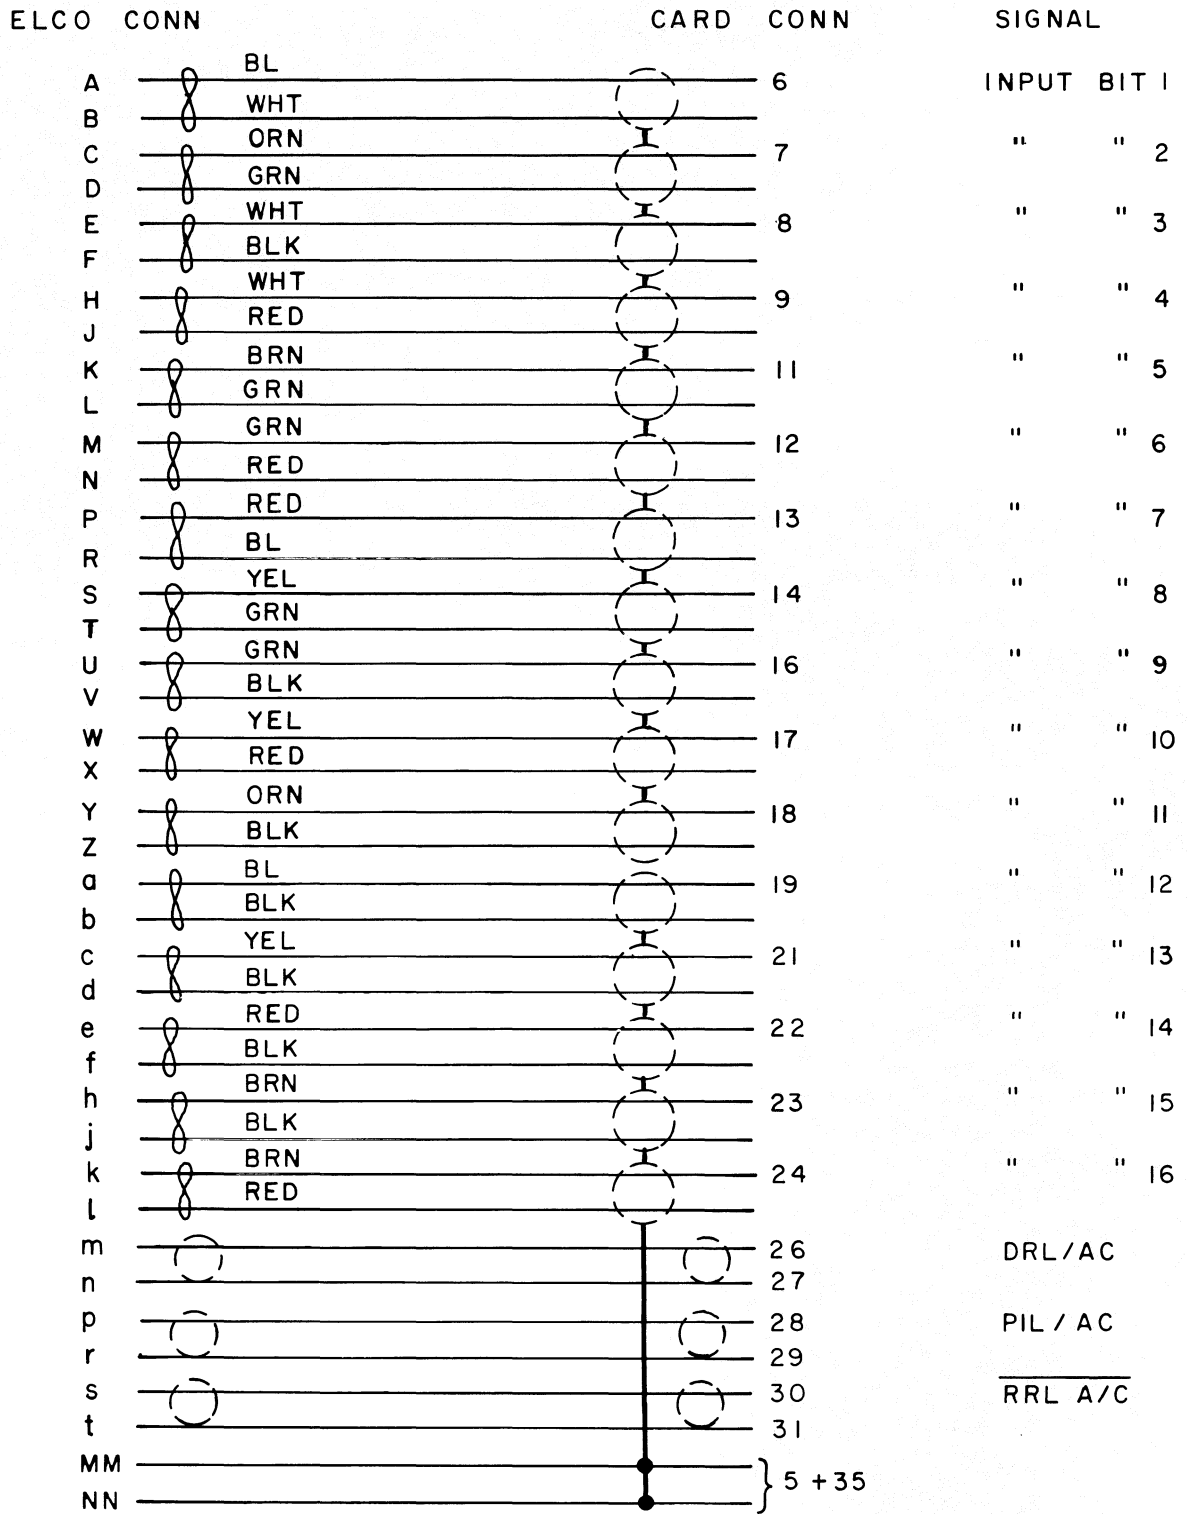 ELCO CONN CARD CONN SIGNAL
A BL 6 INPUT BIT 1
B WHT
C ORN 7 " " 2
D GRN
E WHT 8 " " 3
F BLK
H WHT 9 " " 4
J RED
K BRN 11 " " 5
L GRN
M GRN 12 " " 6
N RED
P RED 13 " " 7
R BL
S YEL 14 " " 8
T GRN
U GRN 16 " " 9
V BLK
W YEL 17 " " 10
X RED
Y ORN 18 " " 11
Z BLK
a BL 19 " " 12
b BLK
c YEL 21 " " 13
d BLK
e RED 22 " " 14
f BLK
h BRN 23 " " 15
j BLK
k BRN 24 " " 16
l RED
m 26 DRL/AC
n 27
p 28 PIL / AC
r 29
s 30 RRL A/C
t 31
MM
} 5 +35
NN